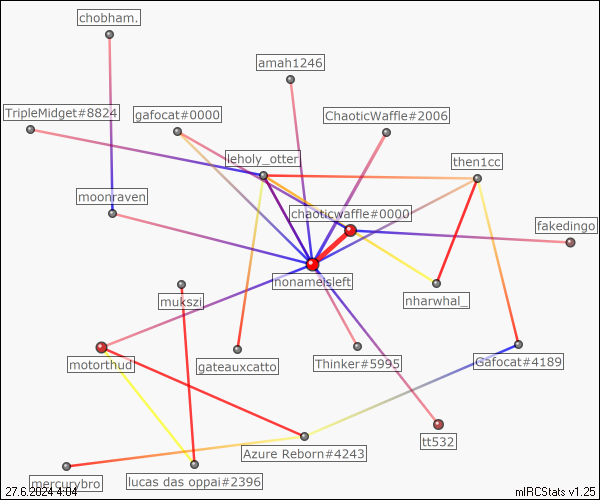 chobham.
amah1246
TripleMidget#8824
gafocat#0000
ChaoticWaffle#2006
leholy_otter
then1cc
moonraven
chaoticwaffle#0000
fakedingo
nonameisleft
mukszi
nharwhal_
motorthud
gateauxcatto
Thinker#5995
Gafocat#4189
tt532
Azure Reborn#4243
mercurybro
lucas das oppai#2396
27.6.2024 4:04
mIRCStats v1.25